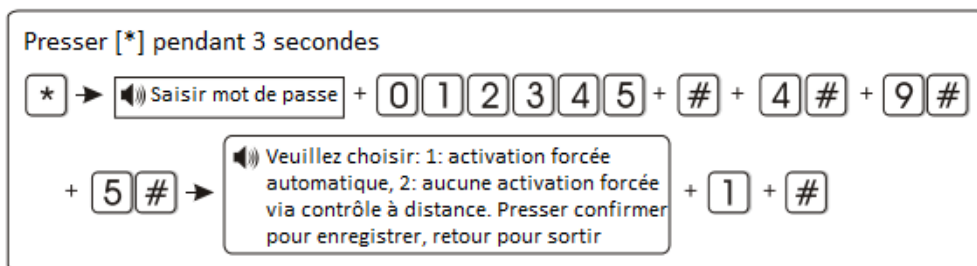 Presser [*] pendant 3 secondes
* Saisir mot de passe + 0 1 2 3 4 5 + # + 4 # + 9 #
+ 5 # Veuillez choisir: 1: activation forcée
automatique, 2: aucune activation forcée
via contrôle à distance. Presser confirmer
pour enregistrer, retour pour sortir
+ 1 + #